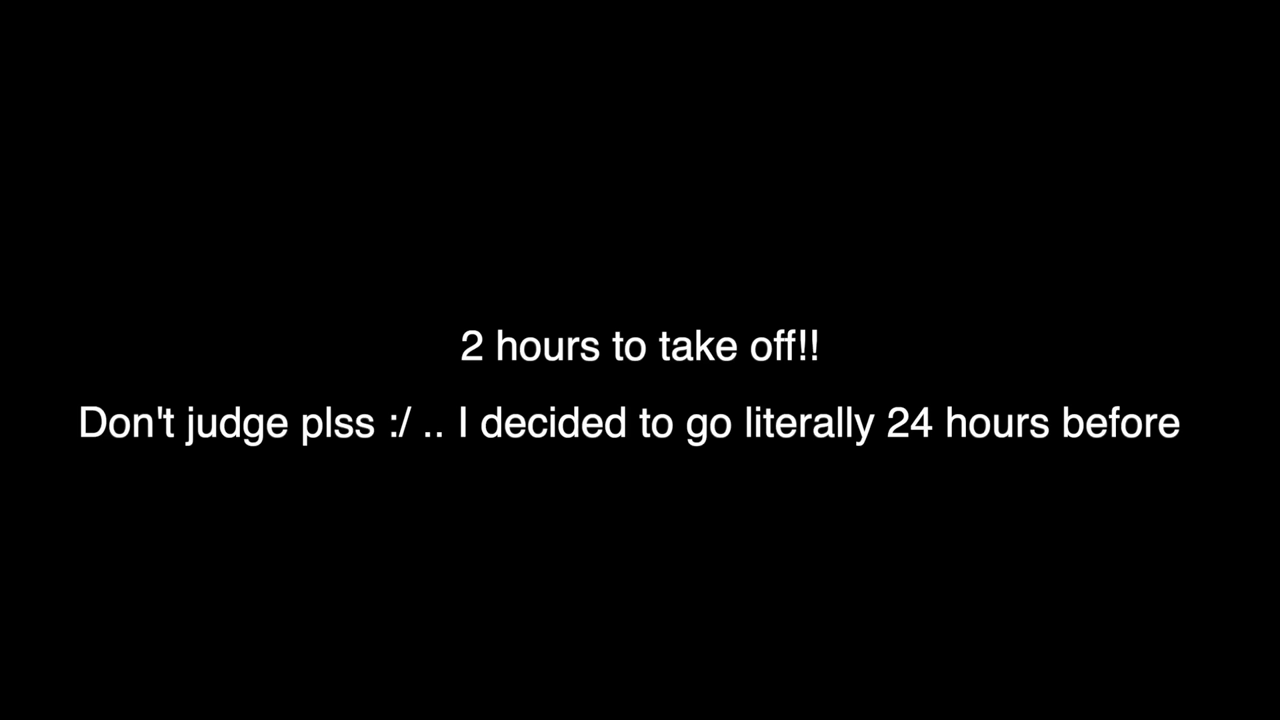 2 hours to take off!!
Don't judge plss :/ .. I decided to go literally 24 hours before